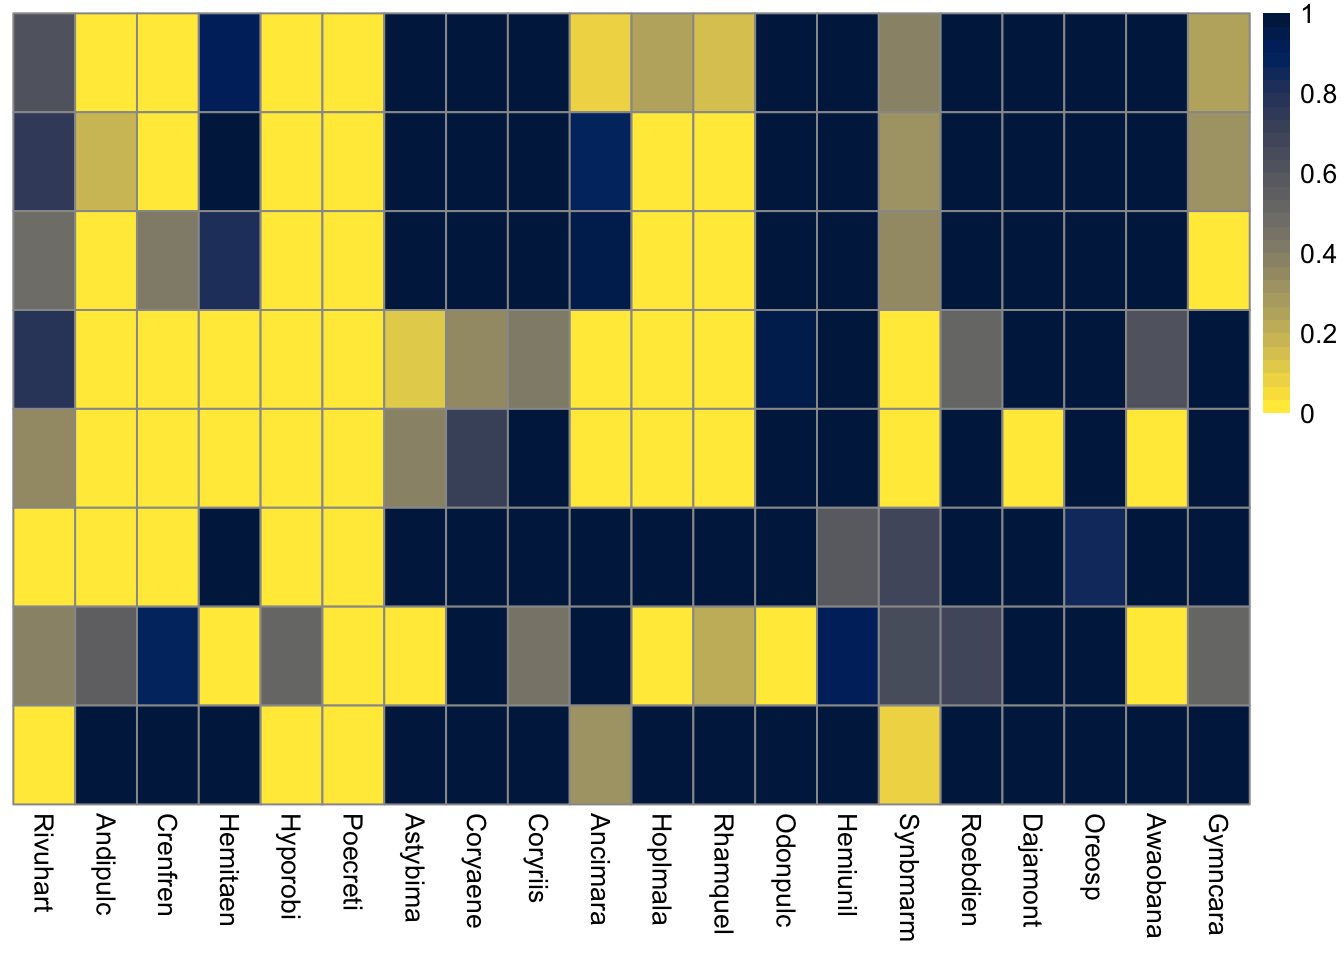 1
0.8
0.6
0.4
0.2
0
Rivuhart
Andipulc
Crenfren
Hemitaen
Hyporobi
Poecreti
Astybima
Coryaene
Coryriis
Ancimara
Hoplmala
Rhamquel
Odonpulc
Hemiunil
Synbmarm
Roebdien
Dajamont
Oreosp
Awaobana
Gymncara